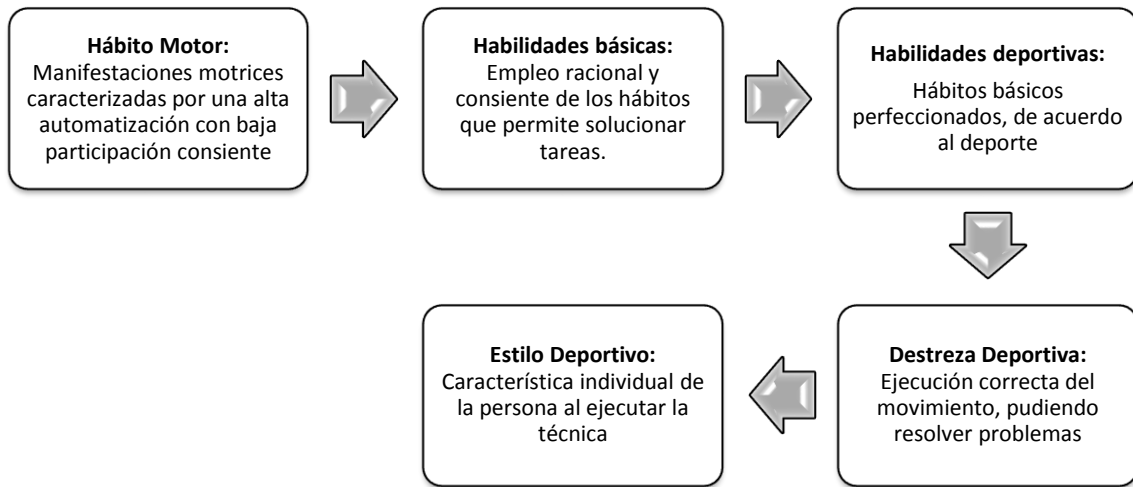 Hábito Motor:
Manifestaciones motrices
caracterizadas por una alta
automatización con baja
participación consiente
Habilidades básicas:
Empleo racional y
consiente de los hábitos
que permite solucionar
tareas.
Habilidades deportivas:
Hábitos básicos
perfeccionados, de acuerdo
al deporte
Destreza Deportiva:
Ejecución correcta del
movimiento, pudiendo
resolver problemas
Estilo Deportivo:
Característica individual de
la persona al ejecutar la
técnica